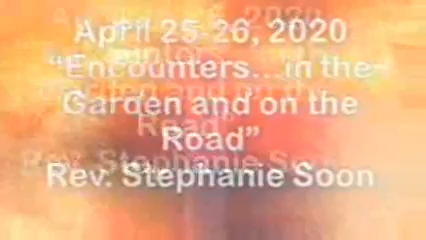 April 25-26, 2020
“Encounters...in the
Garden and on the
Road”
Rev. Stephanie Soon